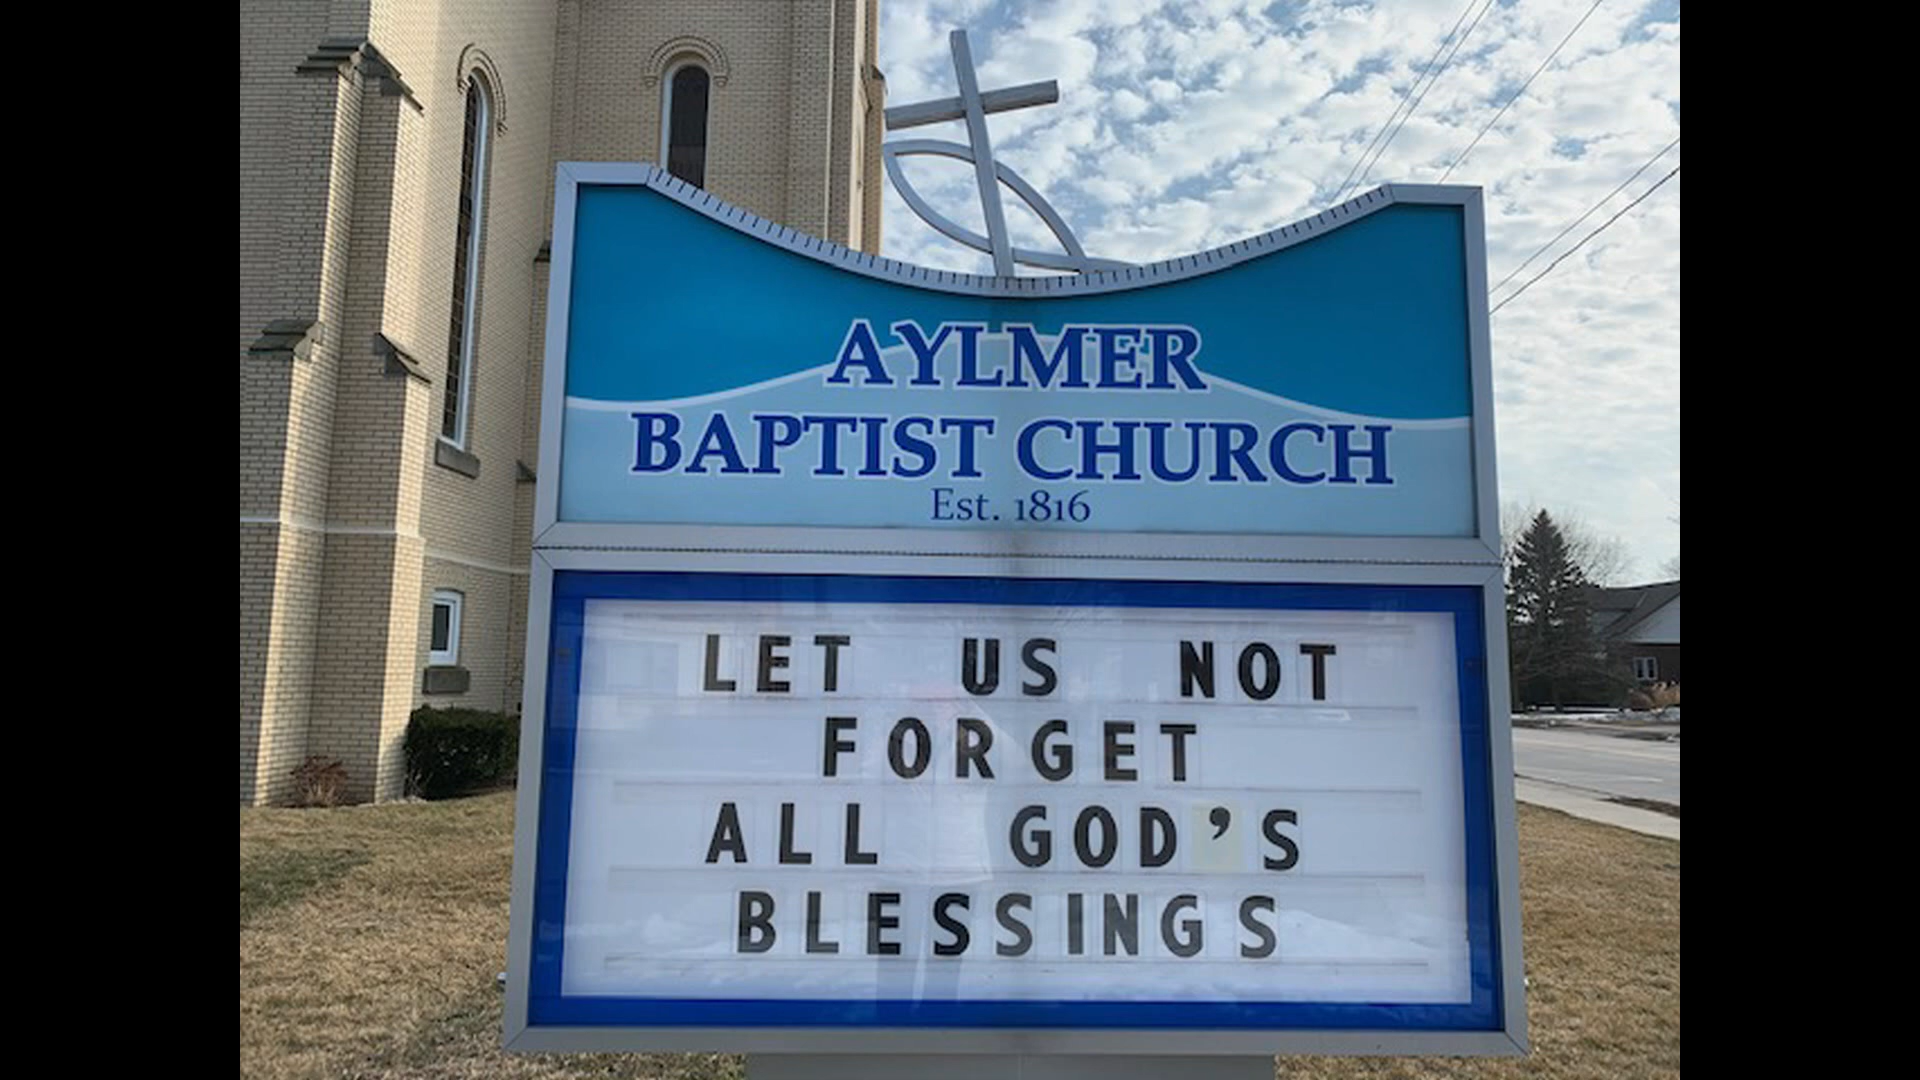 AYLMER
BAPTIST CHURCH
Est. 1816
LET US NOT
FORGET
ALL GOD'S
BLESSINGS